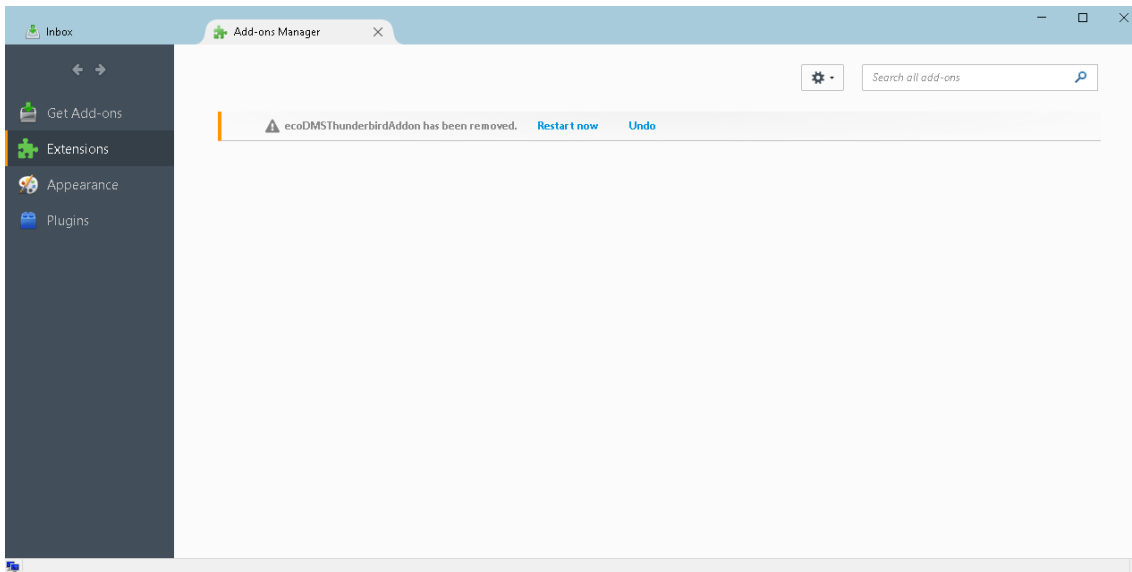 Inbox
Add-ons Manager
Search all add-ons
Get Add-ons
Extensions
Appearance
Plugins
ecoDMSThunderbirdAddon has been removed. Restart now Undo